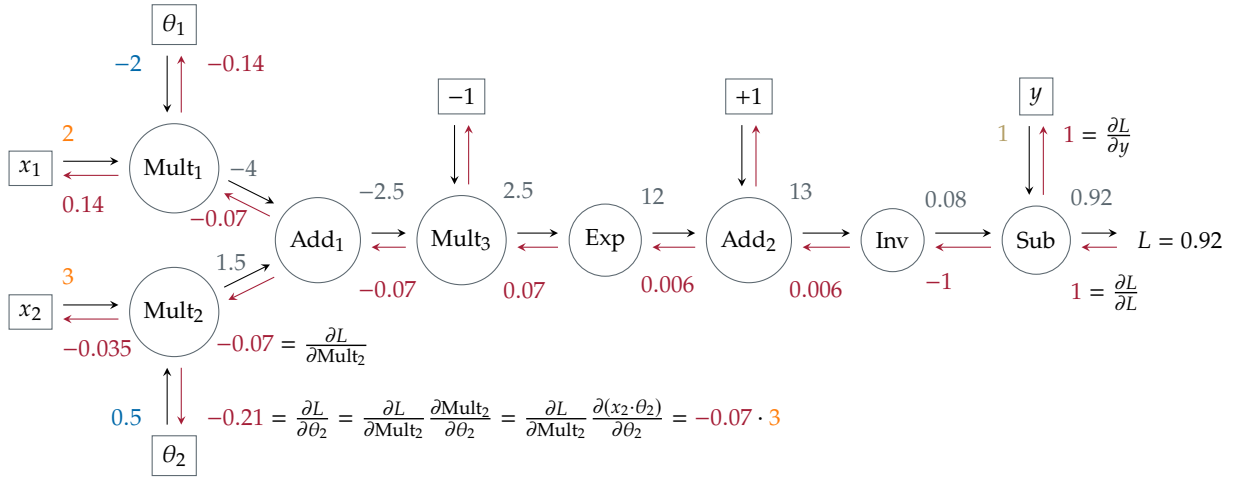 θ₁
−2 −0.14
−1 +1 y
2 1 1 = ∂L/∂y
x₁ Mult₁ −4 −2.5 2.5 12 13 0.08 0.92
0.14 −0.07
Add₁ Mult₃ Exp Add₂ Inv Sub L = 0.92
3 1.5 −0.07 0.07 0.006 0.006 −1 1 = ∂L/∂L
x₂ Mult₂
−0.035 −0.07 = ∂L/∂Mult₂
0.5 −0.21 = ∂L/∂θ₂ = ∂L/∂Mult₂ ∂Mult₂/∂θ₂ = ∂L/∂Mult₂ ∂(x₂·θ₂)/∂θ₂ = −0.07 · 3
θ₂